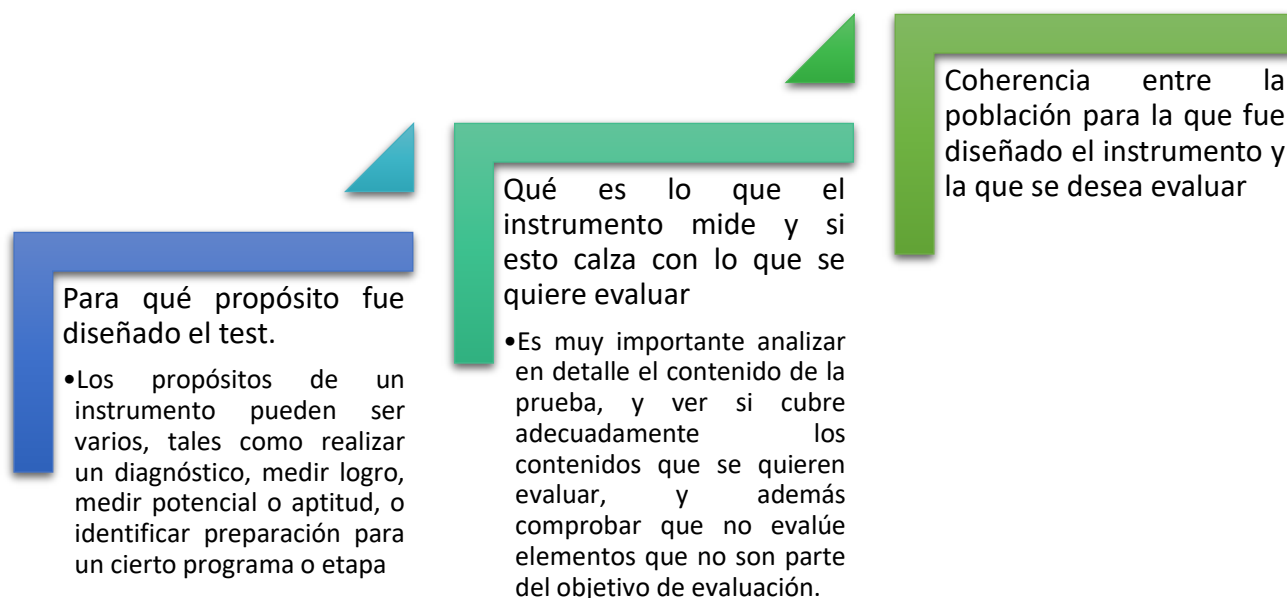 Para qué propósito fue
diseñado el test.
•Los propósitos de un
instrumento pueden ser
varios, tales como realizar
un diagnóstico, medir logro,
medir potencial o aptitud, o
identificar preparación para
un cierto programa o etapa
Qué es lo que el
instrumento mide y si
esto calza con lo que se
quiere evaluar
•Es muy importante analizar
en detalle el contenido de la
prueba, y ver si cubre
adecuadamente los
contenidos que se quieren
evaluar, y además
comprobar que no evalúe
elementos que no son parte
del objetivo de evaluación.
Coherencia entre la
población para la que fue
diseñado el instrumento y
la que se desea evaluar